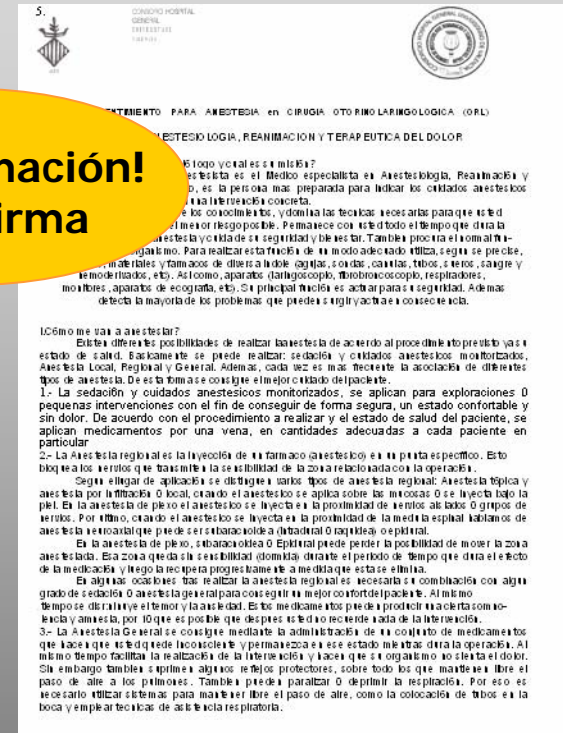 5.
CONSORCI HOSPITAL
GENERAL
nación!
irma
NTIMIENTO PARA ANESTESIA en CIRUGIA OTORINOLARINGOLOGICA (ORL)
ESTESIOLOGIA, REANIMACION Y TERAPEUTICA DEL DOLOR
ólogo y cual es su misión?
estesista es el Medico especialista en Anestesiología, Reanimación y
o, es la persona mas preparada para indicar los cuidados anestesicos
una intervención concreta.
e los conocimientos, y domina las tecnicas necesarias para que usted
el menor riesgo posible. Permanece con usted todo el tiempo que dura la
anestesia y cuida de su seguridad y bienestar. Tambien procura el normal fun-
organismo. Para realizar esta función de un modo adecuado utiliza, segun se precise,
materiales y farmacos de diversa Indole (agujas, sondas, canulas, tubos, sueros, sangre y
hemoderivados, etc). Asi como, aparatos (laringoscopio, fibrobroncoscopio, respiradores,
monitores, aparatos de ecografia, etc). Su principal función es actuar para su seguridad. Ademas
detecta la mayoria de los problemas que pueden surgir y actua en consecuencia.
I.Cómo me van a anestesiar?
Existen diferentes posibilidades de realizar la anestesia de acuerdo al procedimiento previsto ya su
estado de salud. Basicamente se puede realizar: sedación y cuidados anestesicos monitorizados,
Anestesia Local, Regional y General. Ademas, cada vez es mas frecuente la asociación de diferentes
tipos de anestesia. De esta forma se consigue el mejor cuidado del paciente.
1.- La sedación y cuidados anestesicos monitorizados, se aplican para exploraciones 0
pequenas intervenciones con el fin de conseguir de forma segura, un estado confortable y
sin dolor. De acuerdo con el procedimiento a realizar y el estado de salud del paciente, se
aplican medicamentos por una vena, en cantidades adecuadas a cada paciente en
particular
2.- La Anestesia regional es la inyección de un farmaco (anestesico) en un punta específico. Esto
bloquea los nervios que transmiten la sensibilidad de la zona relacionada con la operación.
Segun el lugar de aplicación se distinguen varios tipos de anestesia regional: Anestesia tópica y
anestesia por infiltración 0 local, cuando el anestesico se aplica sobre las mucosas 0 se inyecta bajo la
piel. En la anestesia de plexo el anestesico se inyecta en la proximidad de nervios aislados 0 grupos de
nervios. Por último, cuando el anestesico se inyecta en la proximidad de la medula espinal hablamos de
anestesia neuroaxial que puede ser subaracnoidea (intradural 0 raquidea) o epidural.
En la anestesia de plexo, subaracnoidea 0 Epidural puede perder la posibilidad de mover la zona
anestesiada. Esa zona queda sin sensibilidad (dormida) durante el periodo de tiempo que dura el efecto
de la medicación y luego la recupera progresivamente a medida que esta se elimina.
En algunas ocasiones tras realizar la anestesia regional es necesaria su combinación con algun
grado de sedación 0 anestesia general para conseguir un mejor confort del paciente. Al mismo
tiempo se disminuye el temor y la ansiedad. Estos medicamentos pueden producir una cierta somno-
lencia y amnesia, por 10 que es posible que despues usted no recuerde nada de la intervención.
3.- La Anestesia General se consigue mediante la administración de un conjunto de medicamentos
que hacen que usted quede inconsciente y permanezca en ese estado mientras dura la operación. Al
mismo tiempo facilitan la realización de la intervención y hacen que su organismo no sienta el dolor.
Sin embargo tambien suprimen algunos reflejos protectores, sobre todo los que mantienen libre el
paso de aire a los pulmones. Tambien pueden paralizar 0 deprimir la respiración. Por eso es
necesario utilizar sistemas para mantener libre el paso de aire, como la colocación de tubos en la
boca y emplear tecnicas de asistencia respiratoria.